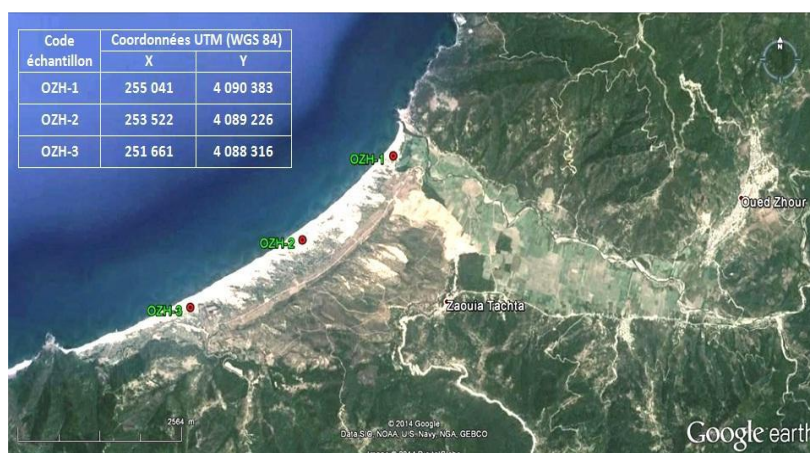 Code échantillon
Coordonnées UTM (WGS 84)
X
Y
OZH-1
255 041
4 090 383
OZH-2
253 522
4 089 226
OZH-3
251 661
4 088 316
N
OZH-1
OZH-2
OZH-3
Oued Zhour
Zaouia Tachta
2564 m
© 2014 Google
Data SIO, NOAA, U.S. Navy, NGA, GEBCO
Google earth